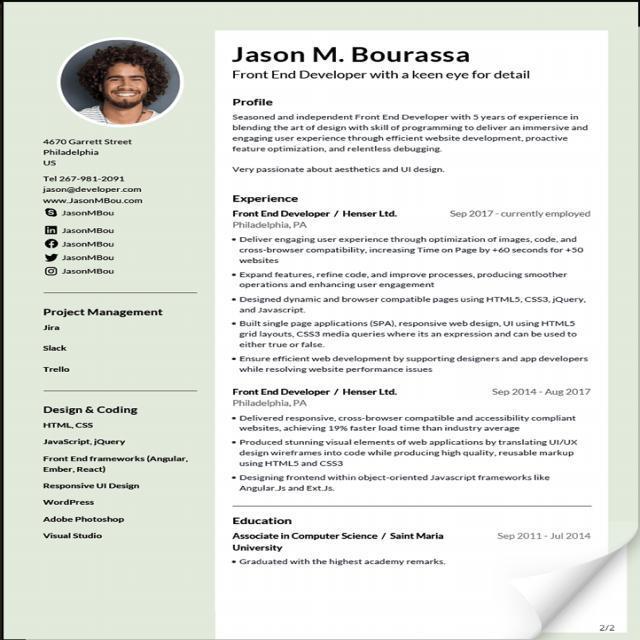 Jason M. Bourassa
Front End Developer with a keen eye for detail
4670 Garrett Street
Philadelphia
US
Tel 267-981-2091
jason@developer.com
www.JasonMBou.com
JasonMBou
JasonMBou
JasonMBou
JasonMBou
JasonMBou
Project Management
Jira
Slack
Trello
Design & Coding
HTML, CSS
JavaScript, jQuery
Front End frameworks (Angular,
Ember, React)
Responsive UI Design
WordPress
Adobe Photoshop
Visual Studio
Profile
Seasoned and independent Front End Developer with 5 years of experience in
blending the art of design with skill of programming to deliver an immersive and
engaging user experience through efficient website development, proactive
feature optimization, and relentless debugging.
Very passionate about aesthetics and UI design.
Experience
Front End Developer / Henser Ltd. Sep 2017 - currently employed
Philadelphia, PA
• Deliver engaging user experience through optimization of images, code, and
cross-browser compatibility, increasing Time on Page by +60 seconds for +50
websites
• Expand features, refine code, and improve processes, producing smoother
operations and enhancing user engagement
• Designed dynamic and browser compatible pages using HTML5, CSS3, jQuery,
and Javascript.
• Built single page applications (SPA), responsive web design, UI using HTML5
grid layouts, CSS3 media queries where its an expression and can be used to
either true or false.
• Ensure efficient web development by supporting designers and app developers
while resolving website performance issues
Front End Developer / Henser Ltd. Sep 2014 - Aug 2017
Philadelphia, PA
• Delivered responsive, cross-browser compatible and accessibility compliant
websites, achieving 19% faster load time than industry average
• Produced stunning visual elements of web applications by translating UI/UX
design wireframes into code while producing high quality, reusable markup
using HTML5 and CSS3
• Designing frontend within object-oriented Javascript frameworks like
Angular.Js and Ext.Js.
Education
Associate in Computer Science / Saint Maria Sep 2011 - Jul 2014
University
• Graduated with the highest academy remarks.
2/2